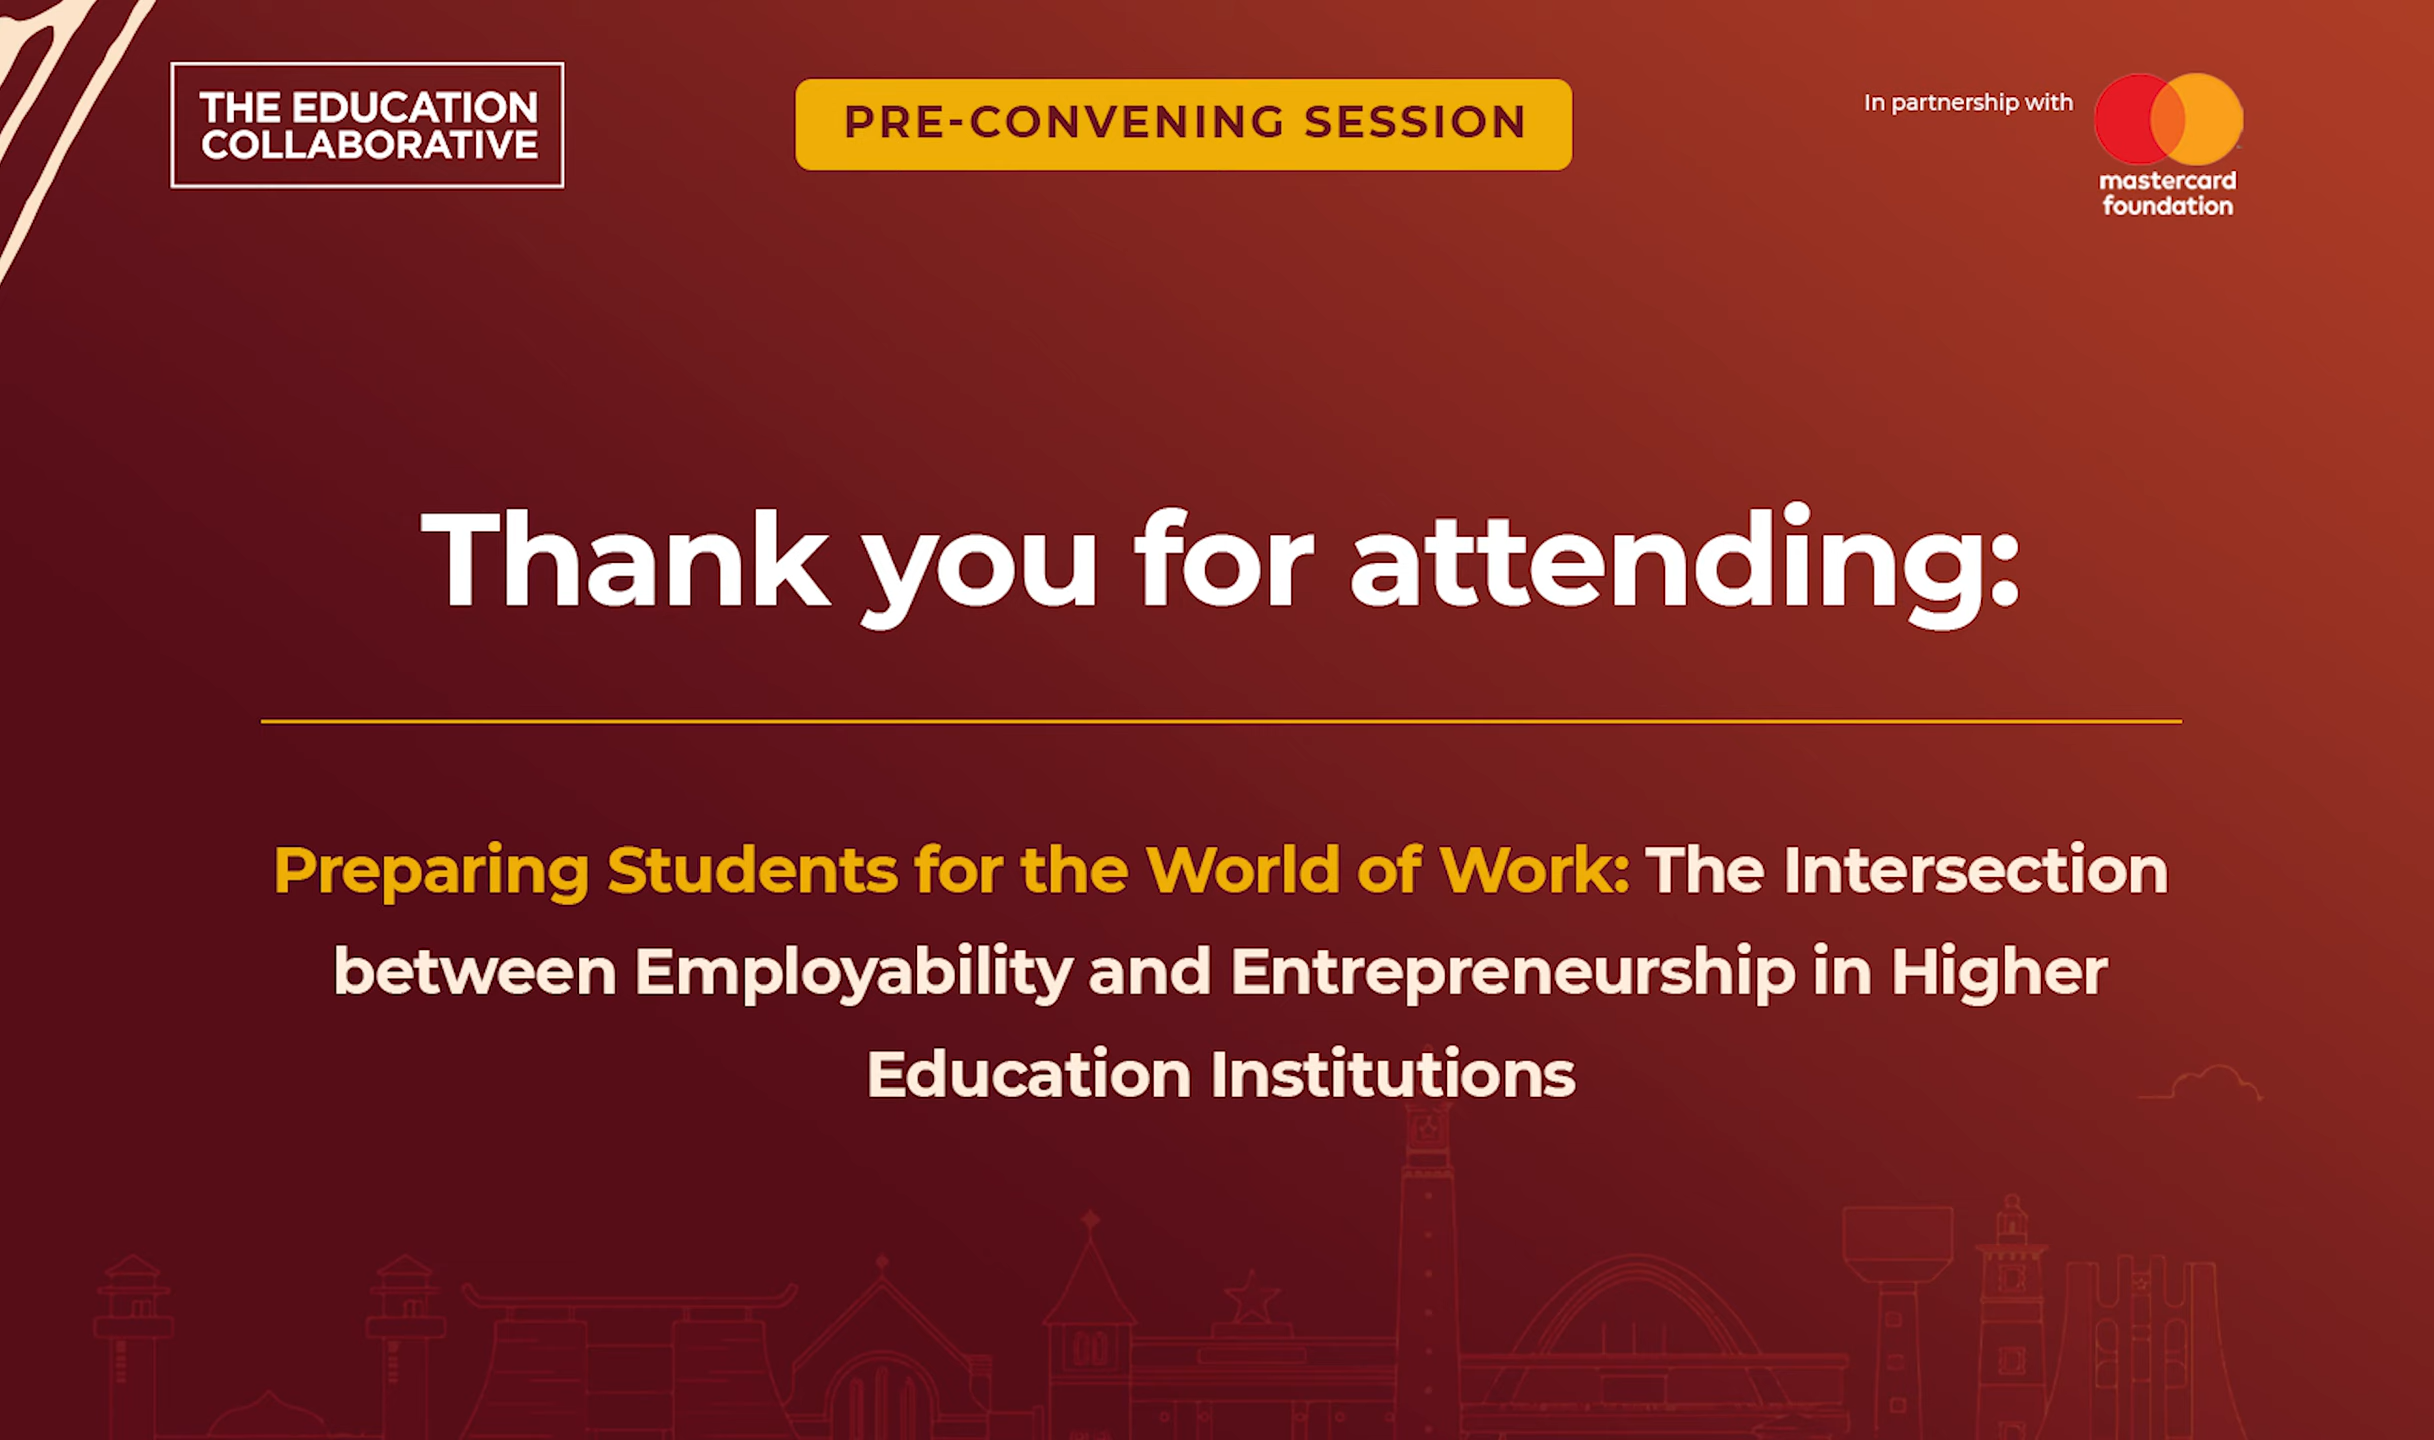 THE EDUCATION
COLLABORATIVE
PRE-CONVENING SESSION
In partnership with
mastercard
foundation
Thank you for attending:
Preparing Students for the World of Work: The Intersection
between Employability and Entrepreneurship in Higher
Education Institutions